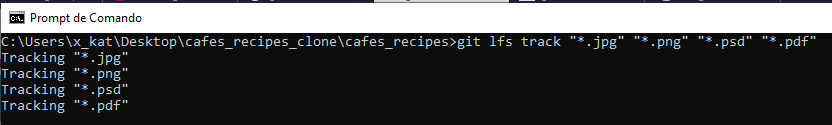 Prompt de Comando
C:\Users\x_kat\Desktop\cafes_recipes_clone\cafes_recipes>git lfs track "*.jpg" "*.png" "*.psd" "*.pdf"
Tracking "*.jpg"
Tracking "*.png"
Tracking "*.psd"
Tracking "*.pdf"